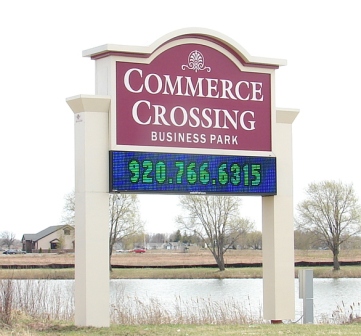 COMMERCE
CROSSING
BUSINESS PARK
920.766.6315